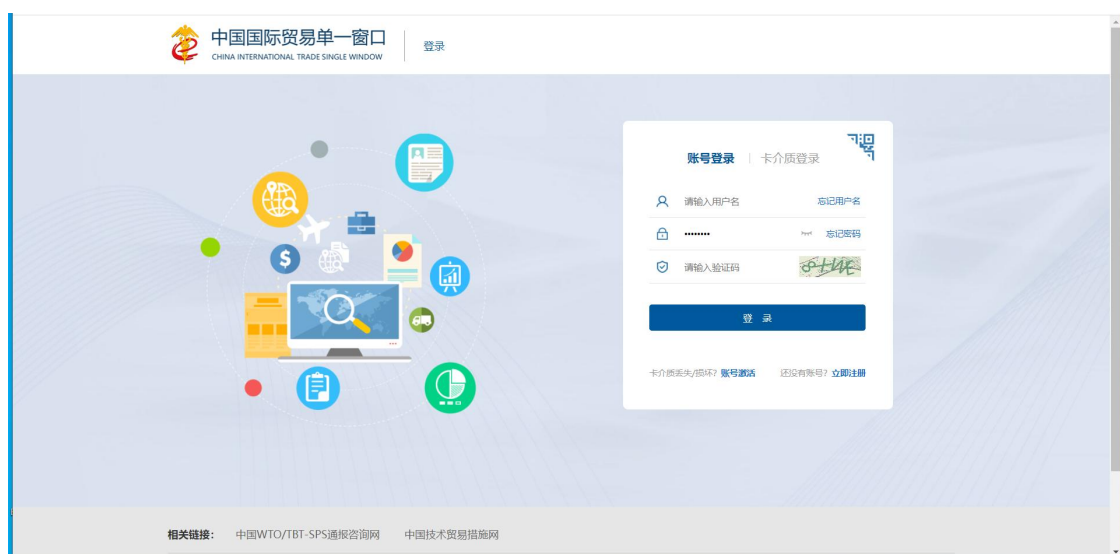 中国国际贸易单一窗口
CHINA INTERNATIONAL TRADE SINGLE WINDOW
登录
账号登录 卡介质登录
请输入用户名 忘记用户名
•••••••• 忘记密码
请输入验证码
登 录
卡介质丢失/损坏? 账号激活 还没有账号? 立即注册
相关链接: 中国WTO/TBT-SPS通报咨询网 中国技术贸易措施网